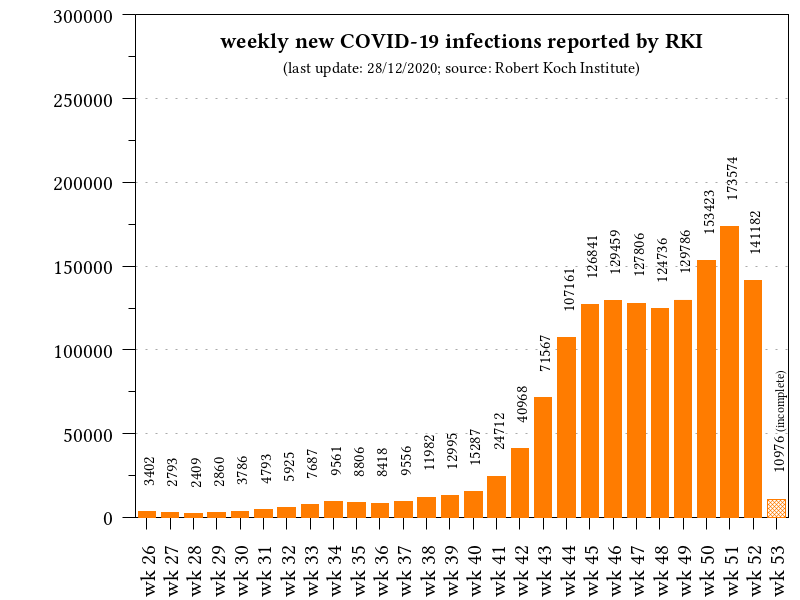 weekly new COVID-19 infections reported by RKI
(last update: 28/12/2020; source: Robert Koch Institute)
300000
250000
200000
150000
100000
50000
0
3402
2793
2409
2860
3786
4793
5925
7687
9561
8806
8418
9556
11982
12995
15287
24712
40968
71567
107161
126841
129459
127806
124736
129786
153423
173574
141182
10976 (incomplete)
wk 26
wk 27
wk 28
wk 29
wk 30
wk 31
wk 32
wk 33
wk 34
wk 35
wk 36
wk 37
wk 38
wk 39
wk 40
wk 41
wk 42
wk 43
wk 44
wk 45
wk 46
wk 47
wk 48
wk 49
wk 50
wk 51
wk 52
wk 53